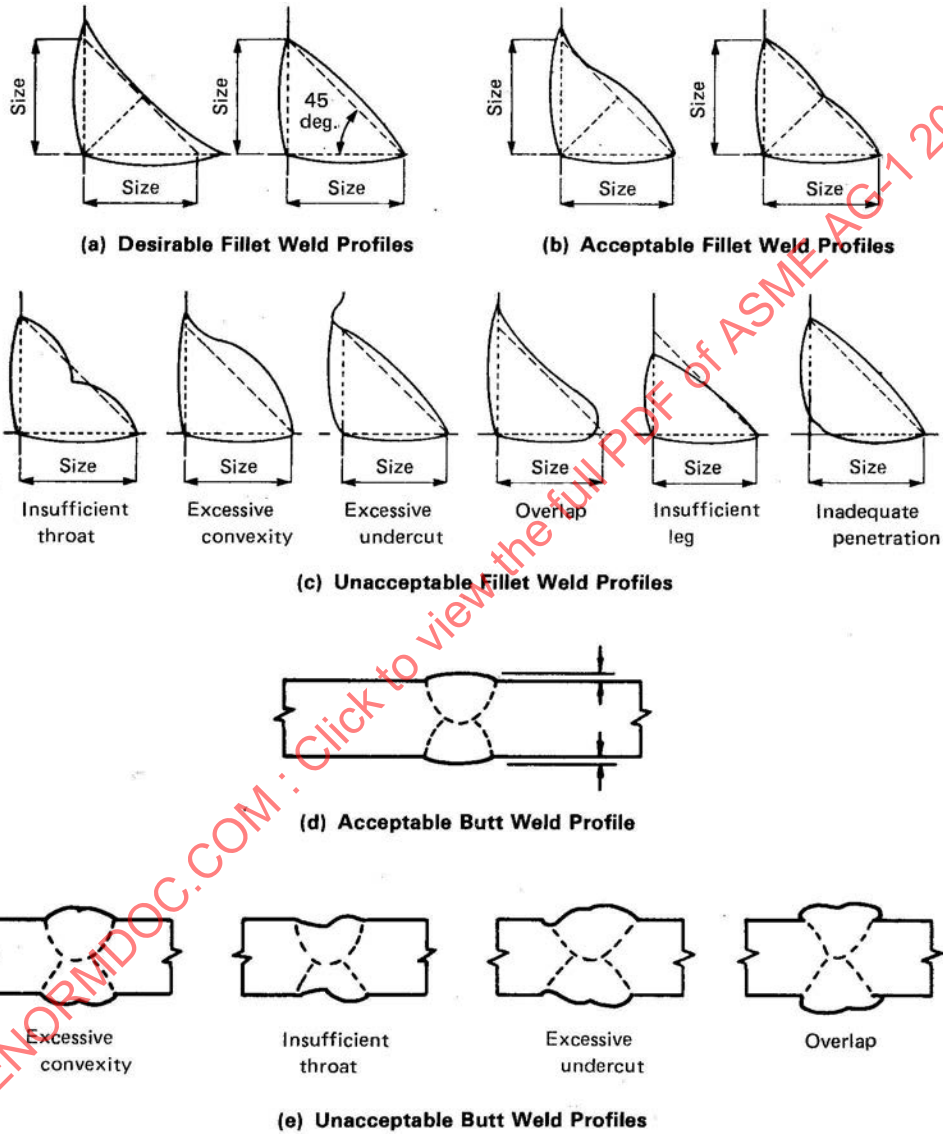 Size
Size
45
deg.
Size
Size
Size
Size
Size
Size
(a) Desirable Fillet Weld Profiles
(b) Acceptable Fillet Weld Profiles
Size
Size
Size
Size
Size
Size
Insufficient
throat
Excessive
convexity
Excessive
undercut
Overlap
Insufficient
leg
Inadequate
penetration
(c) Unacceptable Fillet Weld Profiles
(d) Acceptable Butt Weld Profile
Excessive
convexity
Insufficient
throat
Excessive
undercut
Overlap
(e) Unacceptable Butt Weld Profiles
ENORMDOC.COM : Click to view the full PDF of ASME AG-1 20